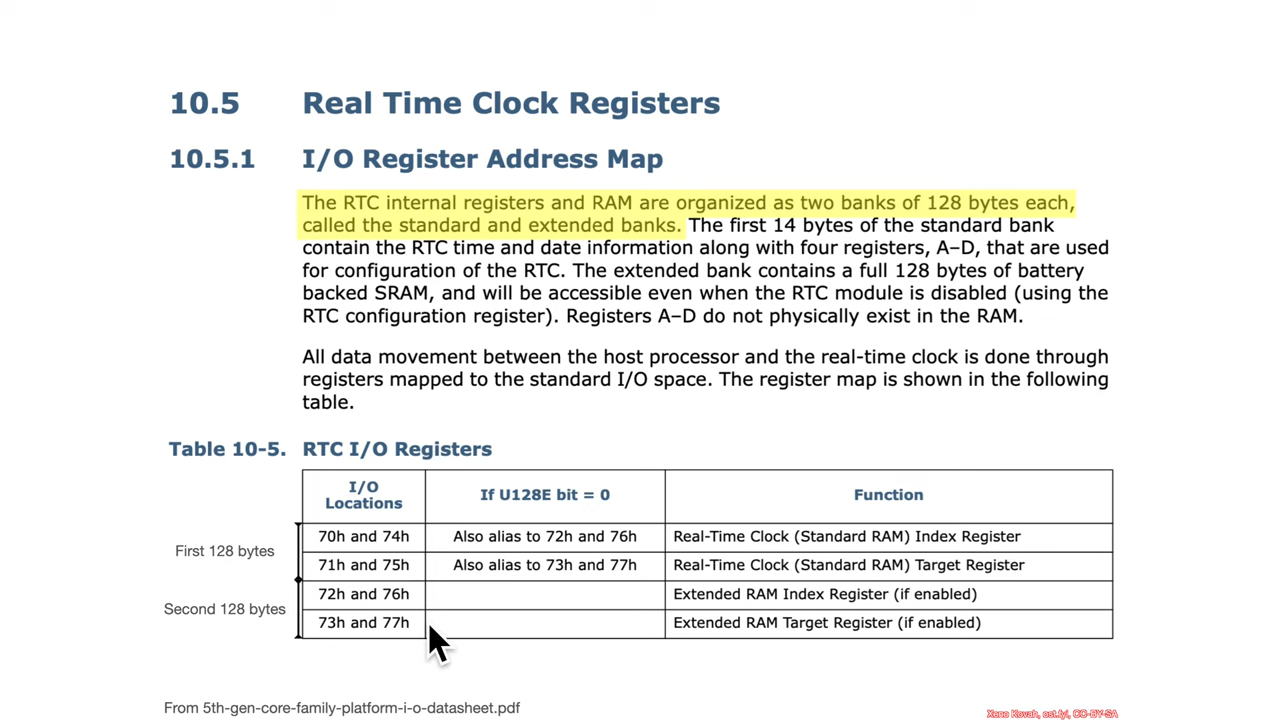 10.5 Real Time Clock Registers
10.5.1 I/O Register Address Map
The RTC internal registers and RAM are organized as two banks of 128 bytes each,
called the standard and extended banks. The first 14 bytes of the standard bank
contain the RTC time and date information along with four registers, A–D, that are used
for configuration of the RTC. The extended bank contains a full 128 bytes of battery
backed SRAM, and will be accessible even when the RTC module is disabled (using the
RTC configuration register). Registers A–D do not physically exist in the RAM.
All data movement between the host processor and the real-time clock is done through
registers mapped to the standard I/O space. The register map is shown in the following
table.
Table 10-5. RTC I/O Registers
I/O
Locations
If U128E bit = 0
Function
First 128 bytes
70h and 74h Also alias to 72h and 76h Real-Time Clock (Standard RAM) Index Register
71h and 75h Also alias to 73h and 77h Real-Time Clock (Standard RAM) Target Register
Second 128 bytes
72h and 76h Extended RAM Index Register (if enabled)
73h and 77h Extended RAM Target Register (if enabled)
From 5th-gen-core-family-platform-i-o-datasheet.pdf
Xeno Kovah, ost.fyi, CC-BY-SA